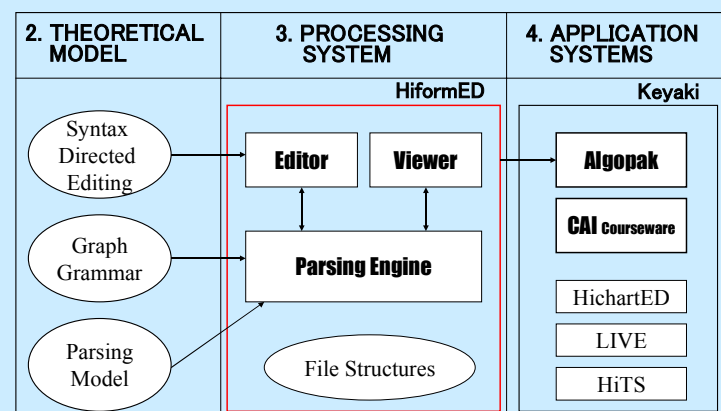 2. THEORETICAL
MODEL
3. PROCESSING
SYSTEM
4. APPLICATION
SYSTEMS
HiformED
Keyaki
Syntax
Directed
Editing
Editor
Viewer
Algopak
CAI Courseware
Graph
Grammar
Parsing Engine
HichartED
Parsing
Model
File Structures
LIVE
HiTS